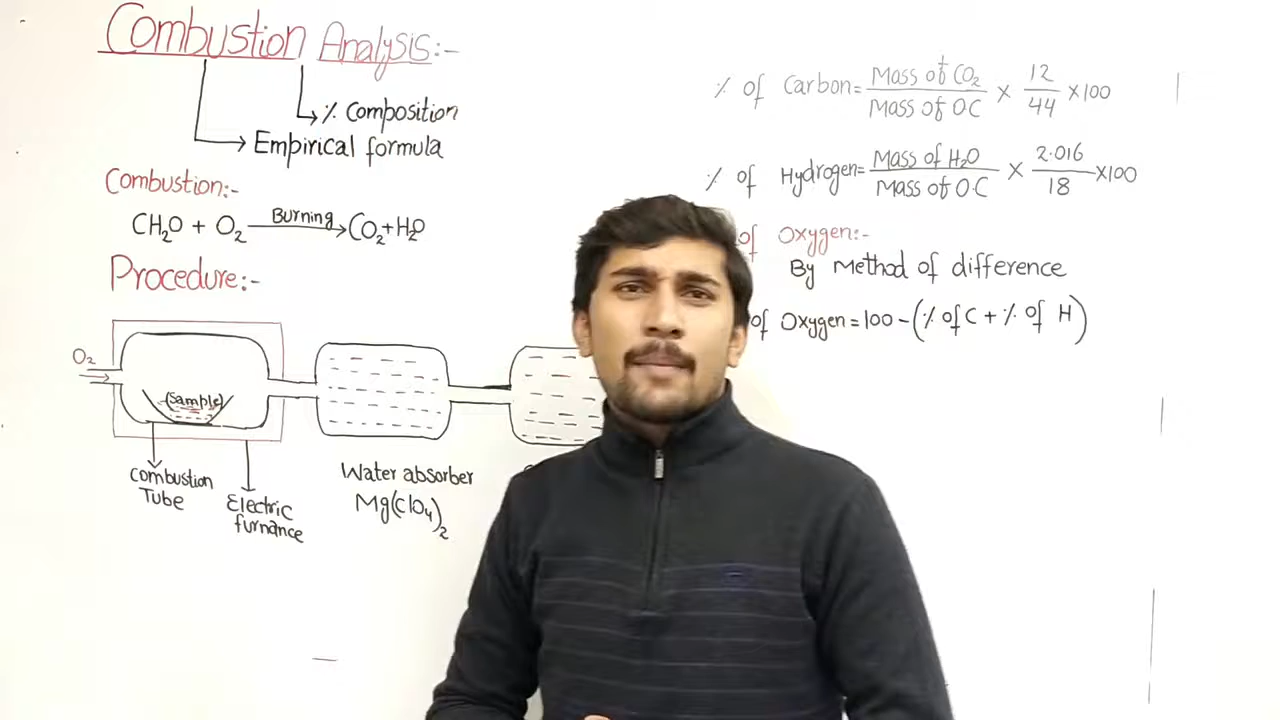 Combustion Analysis:-
% Composition
Empirical formula
Combustion:-
CH₂O + O₂ Burning CO₂+H₂O
Procedure:-
O₂
Sample
Combustion
Tube
Electric
furnance
Water absorber
Mg(ClO₄)₂
% of Carbon= Mass of CO₂ / Mass of OC × 12 / 44 ×100
% of Hydrogen= Mass of H₂O / Mass of O.C × 2.016 / 18 ×100
of Oxygen:-
By Method of difference
of Oxygen=100-(% of C + % of H)